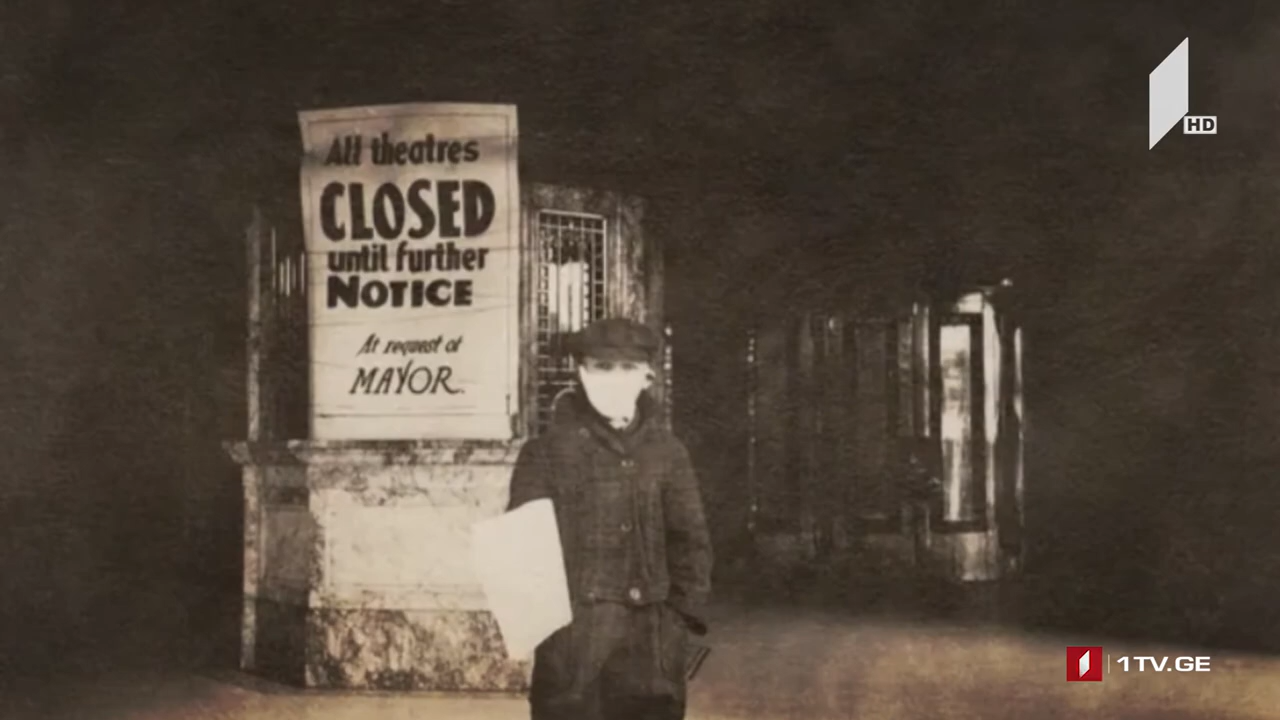 HD
All theatres
CLOSED
until further
NOTICE
At request of
MAYOR.
1TV.GE